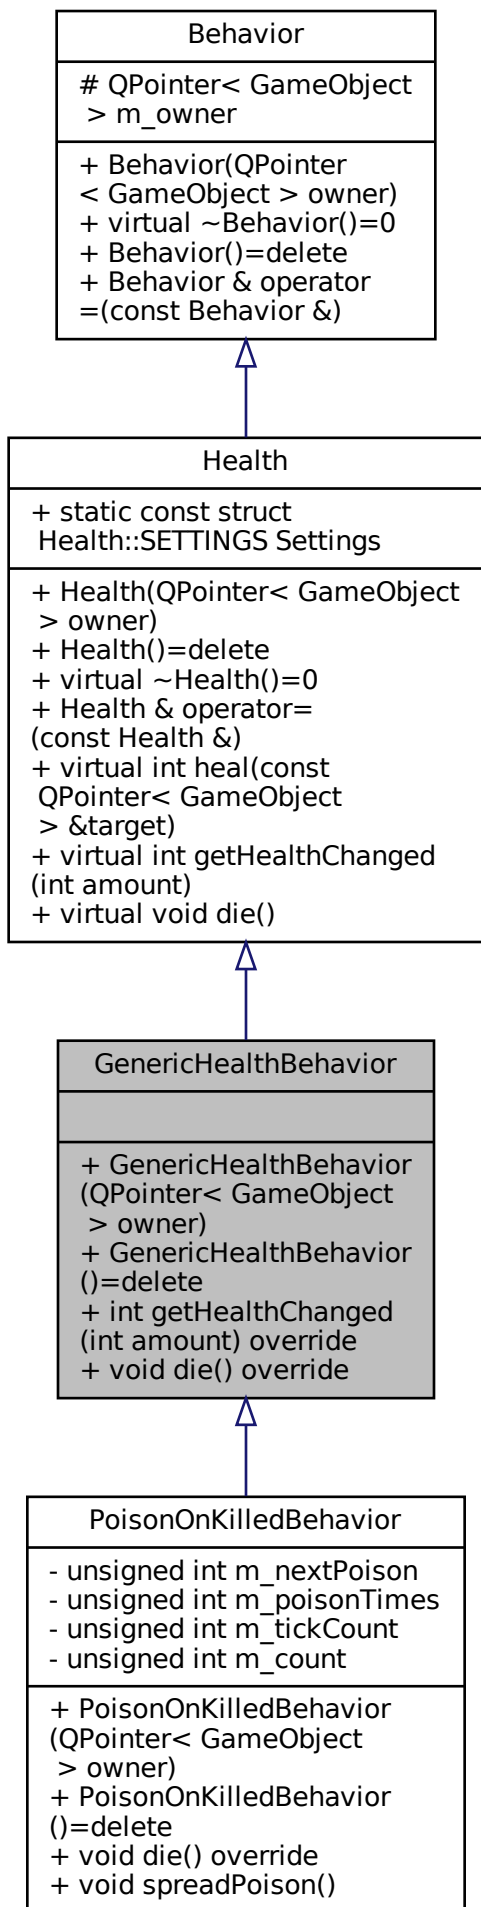 Behavior
# QPointer< GameObject
> m_owner
+ Behavior(QPointer
< GameObject > owner)
+ virtual ~Behavior()=0
+ Behavior()=delete
+ Behavior & operator
=(const Behavior &)
Health
+ static const struct
Health::SETTINGS Settings
+ Health(QPointer< GameObject
> owner)
+ Health()=delete
+ virtual ~Health()=0
+ Health & operator=
(const Health &)
+ virtual int heal(const
QPointer< GameObject
> &target)
+ virtual int getHealthChanged
(int amount)
+ virtual void die()
GenericHealthBehavior
+ GenericHealthBehavior
(QPointer< GameObject
> owner)
+ GenericHealthBehavior
()=delete
+ int getHealthChanged
(int amount) override
+ void die() override
PoisonOnKilledBehavior
- unsigned int m_nextPoison
- unsigned int m_poisonTimes
- unsigned int m_tickCount
- unsigned int m_count
+ PoisonOnKilledBehavior
(QPointer< GameObject
> owner)
+ PoisonOnKilledBehavior
()=delete
+ void die() override
+ void spreadPoison()